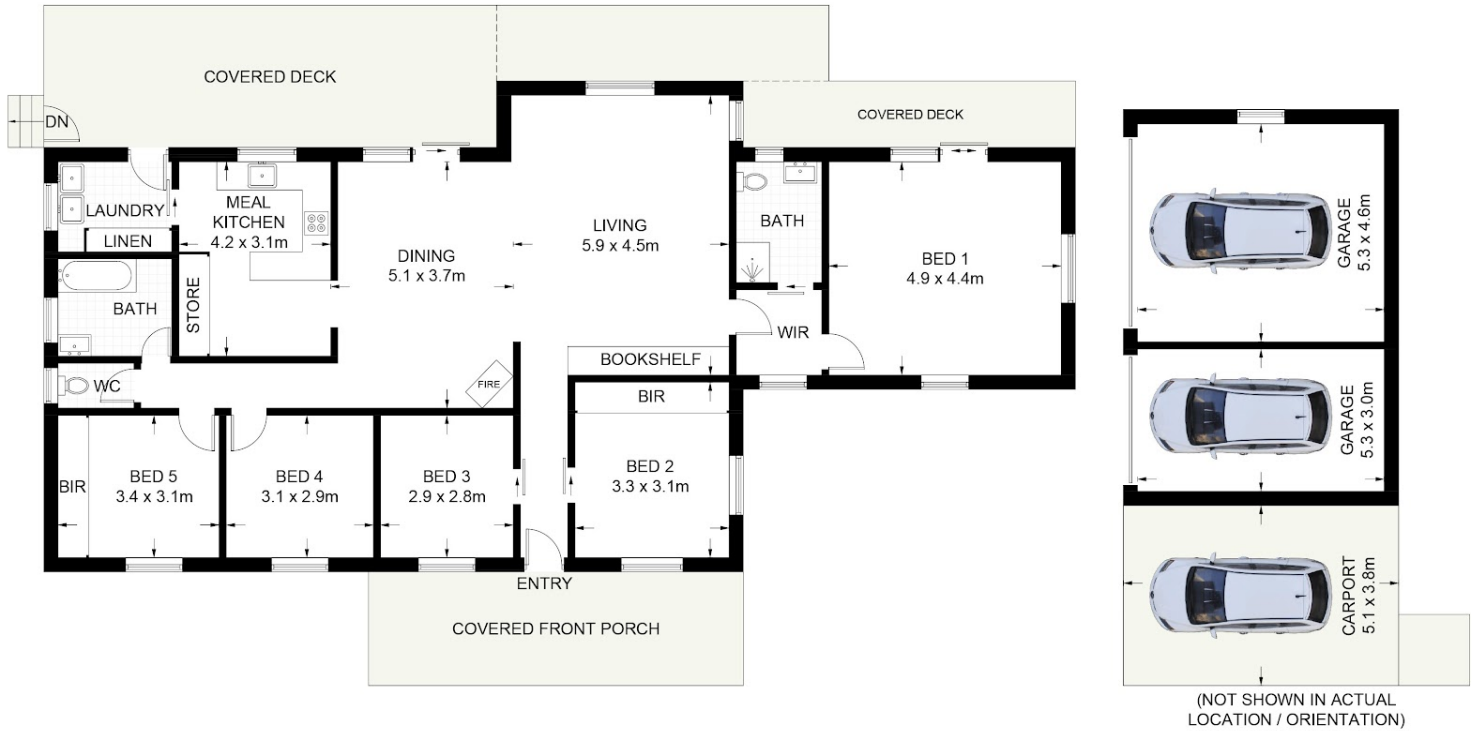 COVERED DECK
DN
COVERED DECK
LAUNDRY
LINEN
MEAL
KITCHEN
4.2 x 3.1m
DINING
5.1 x 3.7m
LIVING
5.9 x 4.5m
BATH
BED 1
4.9 x 4.4m
BATH
STORE
WIR
WC
FIRE
BOOKSHELF
BIR
BIR
BED 5
3.4 x 3.1m
BED 4
3.1 x 2.9m
BED 3
2.9 x 2.8m
BED 2
3.3 x 3.1m
ENTRY
COVERED FRONT PORCH
GARAGE
5.3 x 4.6m
GARAGE
5.3 x 3.0m
CARPORT
5.1 x 3.8m
(NOT SHOWN IN ACTUAL
LOCATION / ORIENTATION)